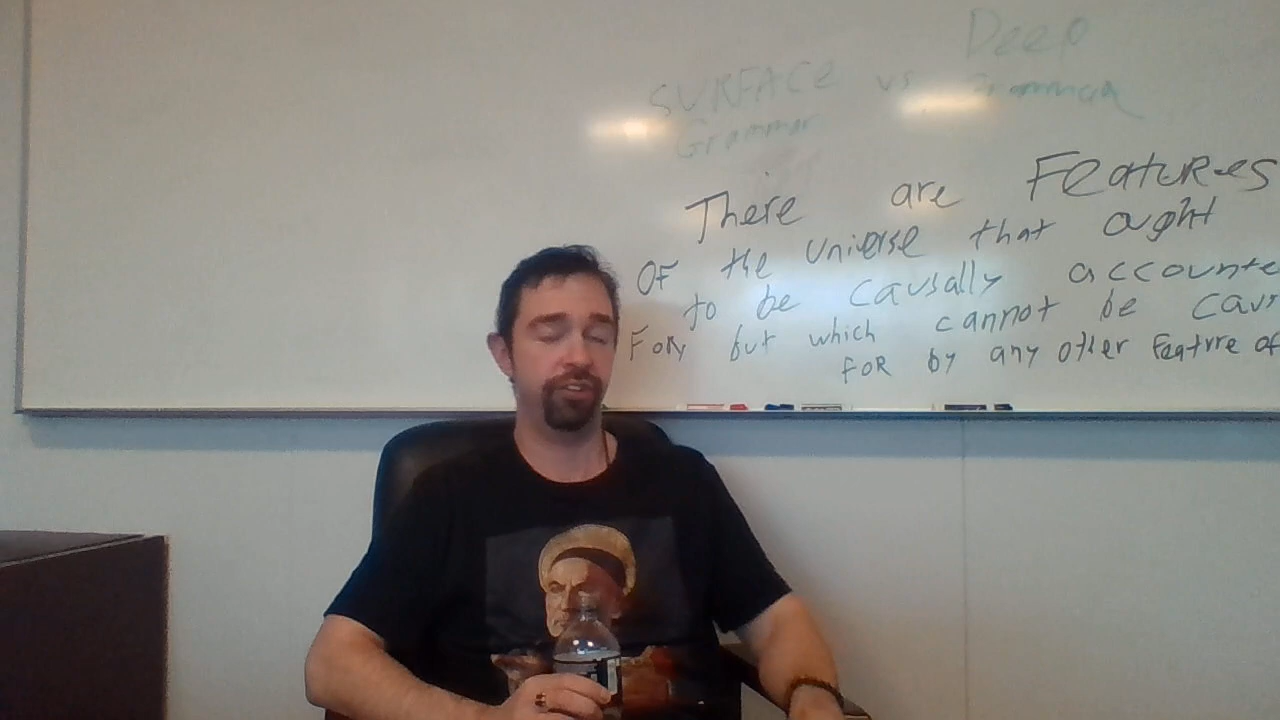 Deep
SURFACE vs Grammar
Grammar
There are Features
OF the Universe that ought
to be causally accounte
For, but which cannot be caus
FOR by any other Feature of